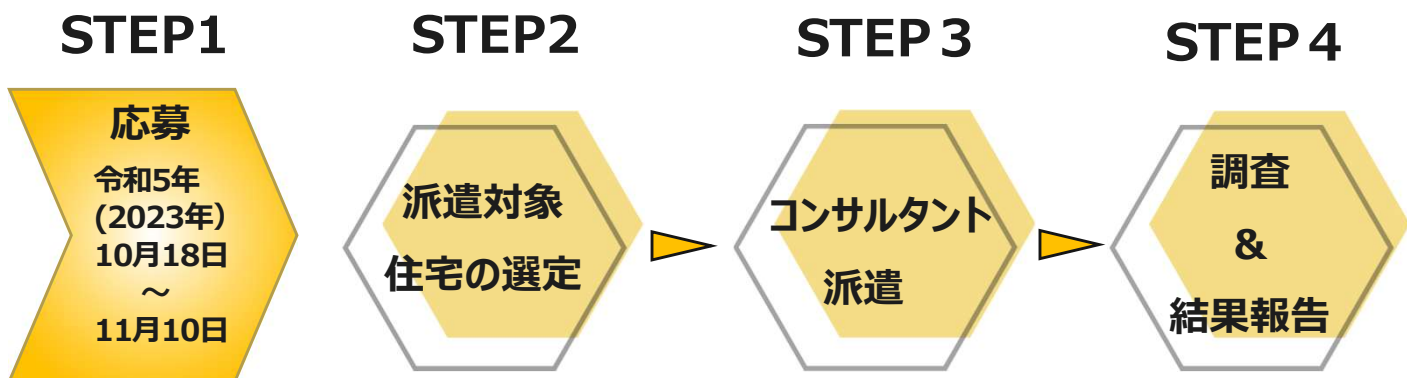 STEP1
応募
令和5年
(2023年）
10月18日
～
11月10日
STEP2
派遣対象
住宅の選定
STEP３
コンサルタント
派遣
STEP４
調査
&
結果報告